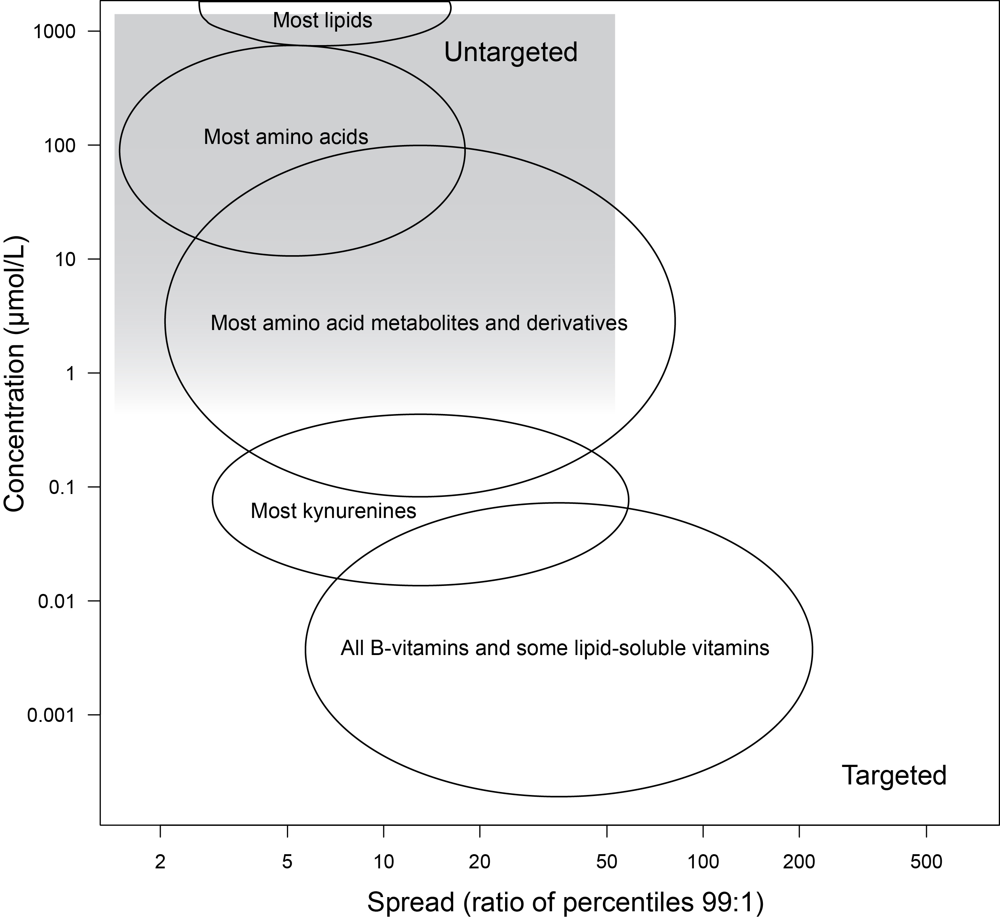 Most lipids
1000
Untargeted
Most amino acids
100
10
Concentration (µmol/L)
Most amino acid metabolites and derivatives
1
0.1
Most kynurenines
0.01
All B-vitamins and some lipid-soluble vitamins
0.001
Targeted
2 5 10 20 50 100 200 500
Spread (ratio of percentiles 99:1)